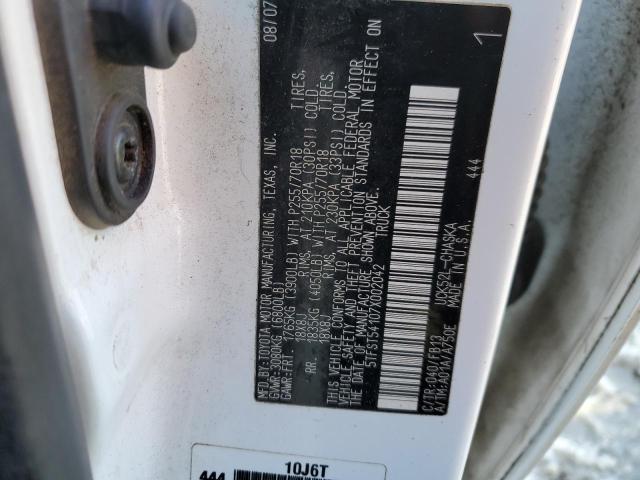 MFD.BY:TOYOTA MOTOR MANUFACTURING, TEXAS, INC. 08/07
GVWR:3080KG (6800LB)
GAWR:FRT. 1765KG (3900LB) WITH P255/70R18 TIRES.
18X8J RIMS, AT 210KPA (30PSI) COLD.
RR. 1835KG (4050LB) WITH P255/70R18 TIRES.
18X8J RIMS, AT 230KPA (33PSI) COLD.
THIS VEHICLE CONFORMS TO ALL APPLICABLE FEDERAL MOTOR
VEHICLE SAFETY AND THEFT PREVENTION STANDARDS IN EFFECT ON
THE DATE OF MANUFACTURE SHOWN ABOVE.
5TFST54107X002042 TRUCK
C/TR:040/FB13 UCK52L-CHASKA 444
A/TM:A01A/A750E MADE IN U.S.A.
1
10J6T
444